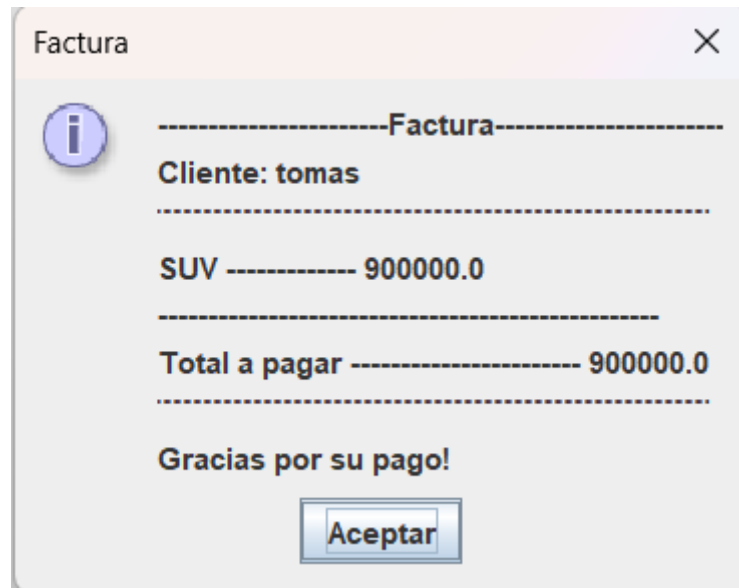 Factura
-----------------------Factura-----------------------
Cliente: tomas
-------------------------------------------------------
SUV ------------- 900000.0
--------------------------------------------------
Total a pagar ----------------------- 900000.0
-------------------------------------------------------
Gracias por su pago!
Aceptar